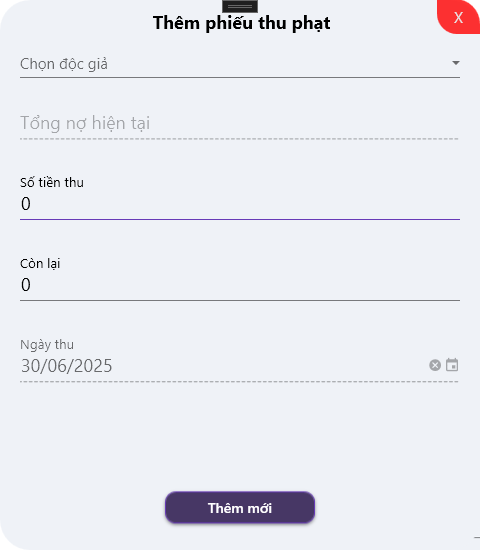 Thêm phiếu thu phạt
X
Chọn độc giả
Tổng nợ hiện tại
Số tiền thu
0
Còn lại
0
Ngày thu
30/06/2025
Thêm mới